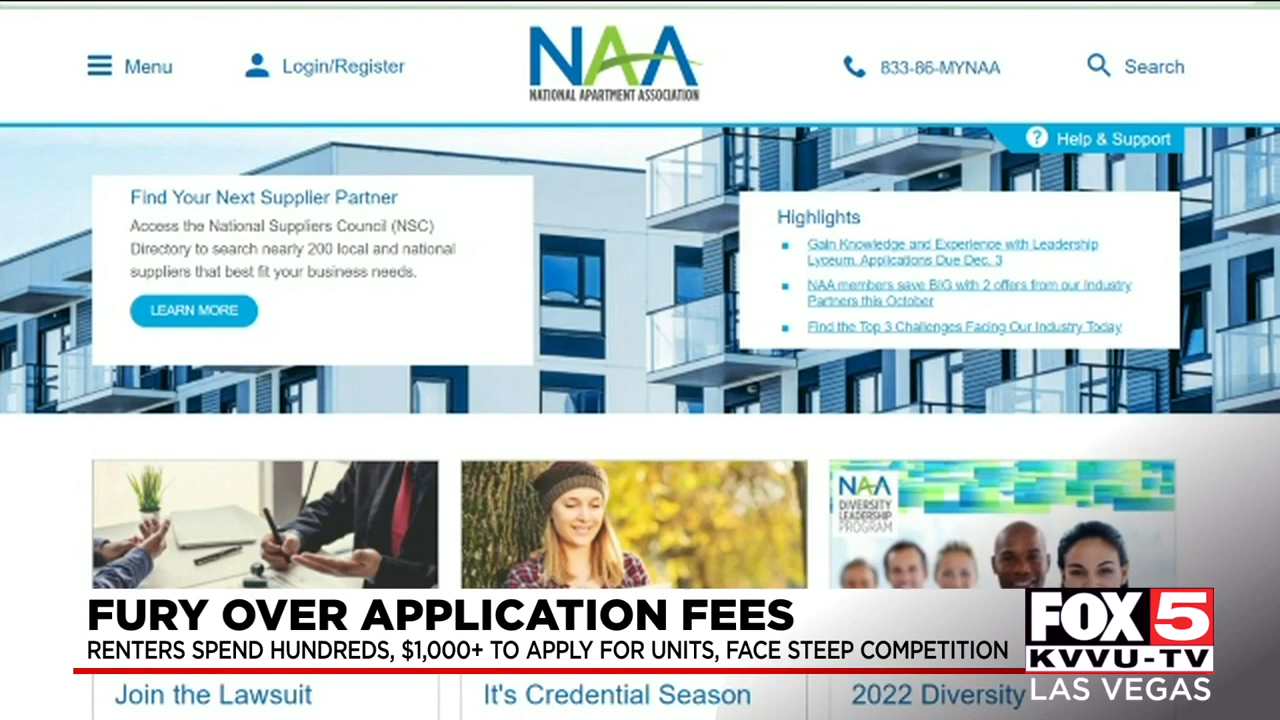 Menu
Login/Register
NAA
NATIONAL APARTMENT ASSOCIATION
833-86-MYNAA
Search
? Help & Support
Find Your Next Supplier Partner
Access the National Suppliers Council (NSC)
Directory to search nearly 200 local and national
suppliers that best fit your business needs.
LEARN MORE
Highlights
Gain Knowledge and Experience with Leadership
Lyceum. Applications Due Dec. 3
NAA members save BIG with 2 offers from our Industry
Partners this October
Find the Top 3 Challenges Facing Our Industry Today
NAA
DIVERSITY
LEADERSHIP
PROGRAM
FURY OVER APPLICATION FEES
RENTERS SPEND HUNDREDS, $1,000+ TO APPLY FOR UNITS, FACE STEEP COMPETITION
FOX 5
KVVU-TV
LAS VEGAS
Join the Lawsuit
It's Credential Season
2022 Diversity